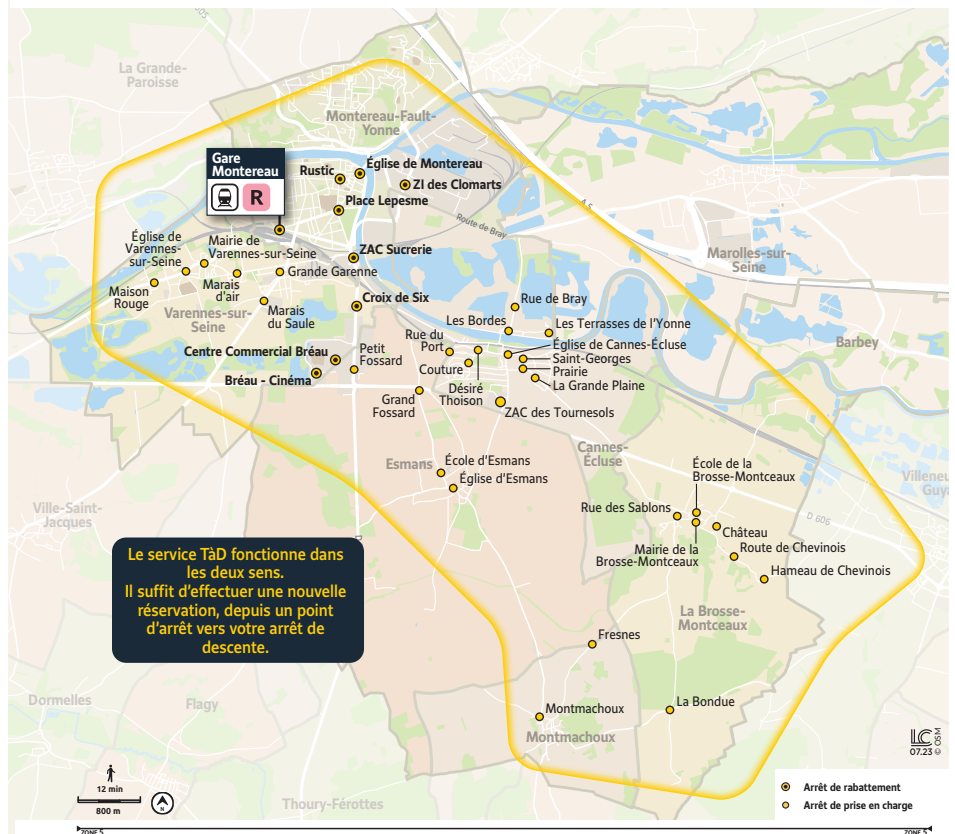 La Grande-
Paroisse
Montereau-Fault-
Yonne
Gare
Montereau
R
Rustic
Église de Montereau
ZI des Clomarts
Place Lepesme
Route de Bray
A 5
Église de
Varennes-
sur-Seine
Mairie de
Varennes-sur-Seine
ZAC Sucrerie
Marolles-sur-
Seine
Grande Garenne
Maison
Rouge
Marais
d'air
Croix de Six
Rue de Bray
Varennes-sur-
Seine
Marais
du Saule
Les Bordes
Les Terrasses de l'Yonne
Rue du
Port
Église de Cannes-Écluse
Barbey
Centre Commercial Bréau
Petit
Fossard
Saint-Georges
Couture
Prairie
Bréau - Cinéma
La Grande Plaine
Désiré
Thoison
Grand
Fossard
ZAC des Tournesols
Cannes-
Écluse
Esmans
École d'Esmans
Église d'Esmans
École de la
Brosse-Montceaux
Villeneu
Guya
Ville-Saint-
Jacques
Rue des Sablons
D 606
Château
Mairie de la
Brosse-Montceaux
Route de Chevinois
Hameau de Chevinois
Le service TàD fonctionne dans
les deux sens.
Il suffit d'effectuer une nouvelle
réservation, depuis un point
d'arrêt vers votre arrêt de
descente.
La Brosse-
Montceaux
Fresnes
Dormelles
Flagy
Montmachoux
La Bondue
Montmachoux
LC
07.23
© OSM
12 min
800 m
N
Thoury-Férottes
Arrêt de rabattement
Arrêt de prise en charge
ZONE 5
ZONE 5